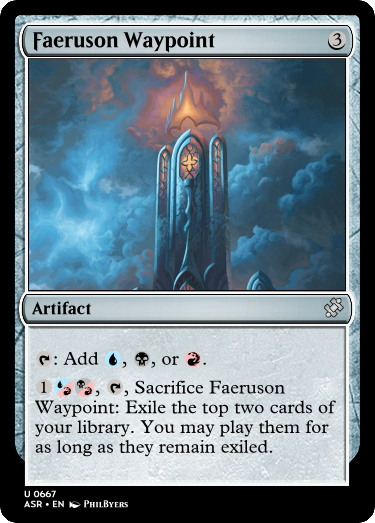 Faeruson Waypoint 3
Artifact
: Add , , or .
1 , , Sacrifice Faeruson
Waypoint: Exile the top two cards of
your library. You may play them for
as long as they remain exiled.
U 0667
ASR • EN PhilByers